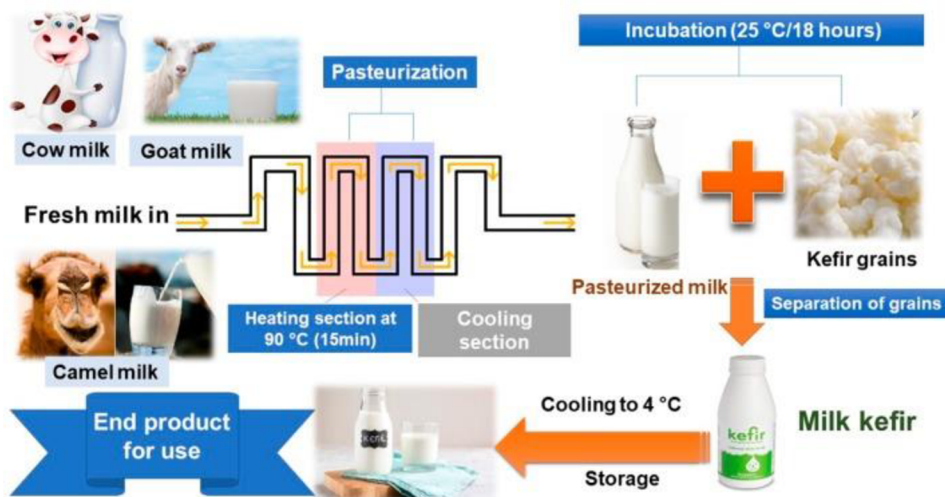 Incubation (25 °C/18 hours)
Pasteurization
Cow milk
Goat milk
Fresh milk in
Kefir grains
Pasteurized milk
Heating section at
90 °C (15min)
Cooling
section
Separation of grains
Camel milk
End product
for use
Cooling to 4 °C
Storage
kefir
Milk kefir